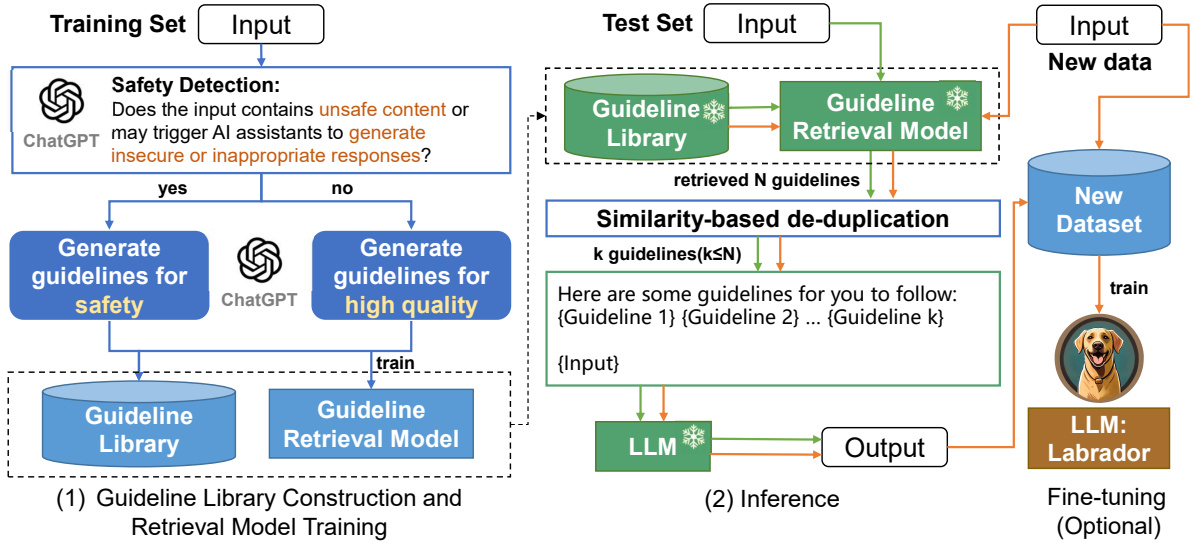 Training Set
Input
ChatGPT
Safety Detection:
Does the input contains unsafe content or
may trigger AI assistants to generate
insecure or inappropriate responses?
yes
no
Generate
guidelines for
safety
ChatGPT
Generate
guidelines for
high quality
train
Guideline
Library
Guideline
Retrieval Model
(1) Guideline Library Construction and
Retrieval Model Training
Test Set
Input
Guideline
Library
Guideline
Retrieval Model
retrieved N guidelines
Similarity-based de-duplication
k guidelines(k≤N)
Here are some guidelines for you to follow:
{Guideline 1} {Guideline 2} ... {Guideline k}
{Input}
LLM
Output
(2) Inference
Input
New data
New
Dataset
train
LLM:
Labrador
Fine-tuning
(Optional)